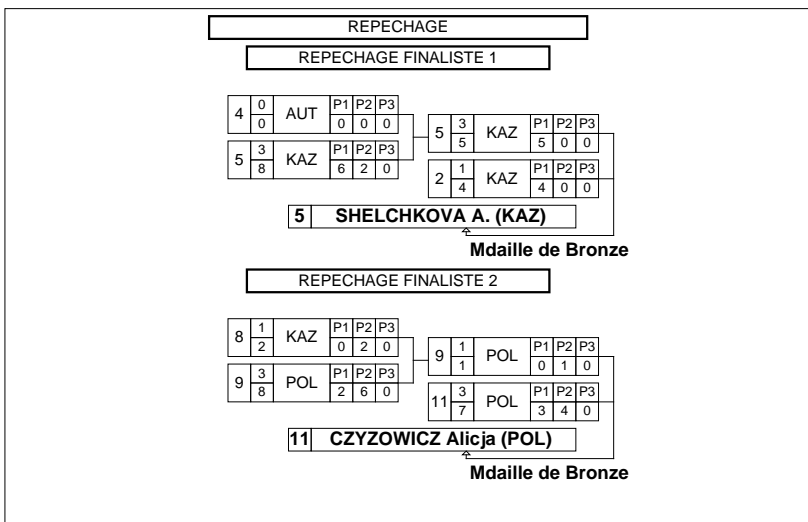 REPECHAGE
REPECHAGE FINALISTE 1
4 0 0 AUT P1 P2 P3 0 0 0
5 3 8 KAZ P1 P2 P3 6 2 0
5 3 5 KAZ P1 P2 P3 5 0 0
2 1 4 KAZ P1 P2 P3 4 0 0
5 SHELCHKOVA A. (KAZ)
Mdaille de Bronze
REPECHAGE FINALISTE 2
8 1 2 KAZ P1 P2 P3 0 2 0
9 3 8 POL P1 P2 P3 2 6 0
9 1 1 POL P1 P2 P3 0 1 0
11 3 7 POL P1 P2 P3 3 4 0
11 CZYZOWICZ Alicja (POL)
Mdaille de Bronze